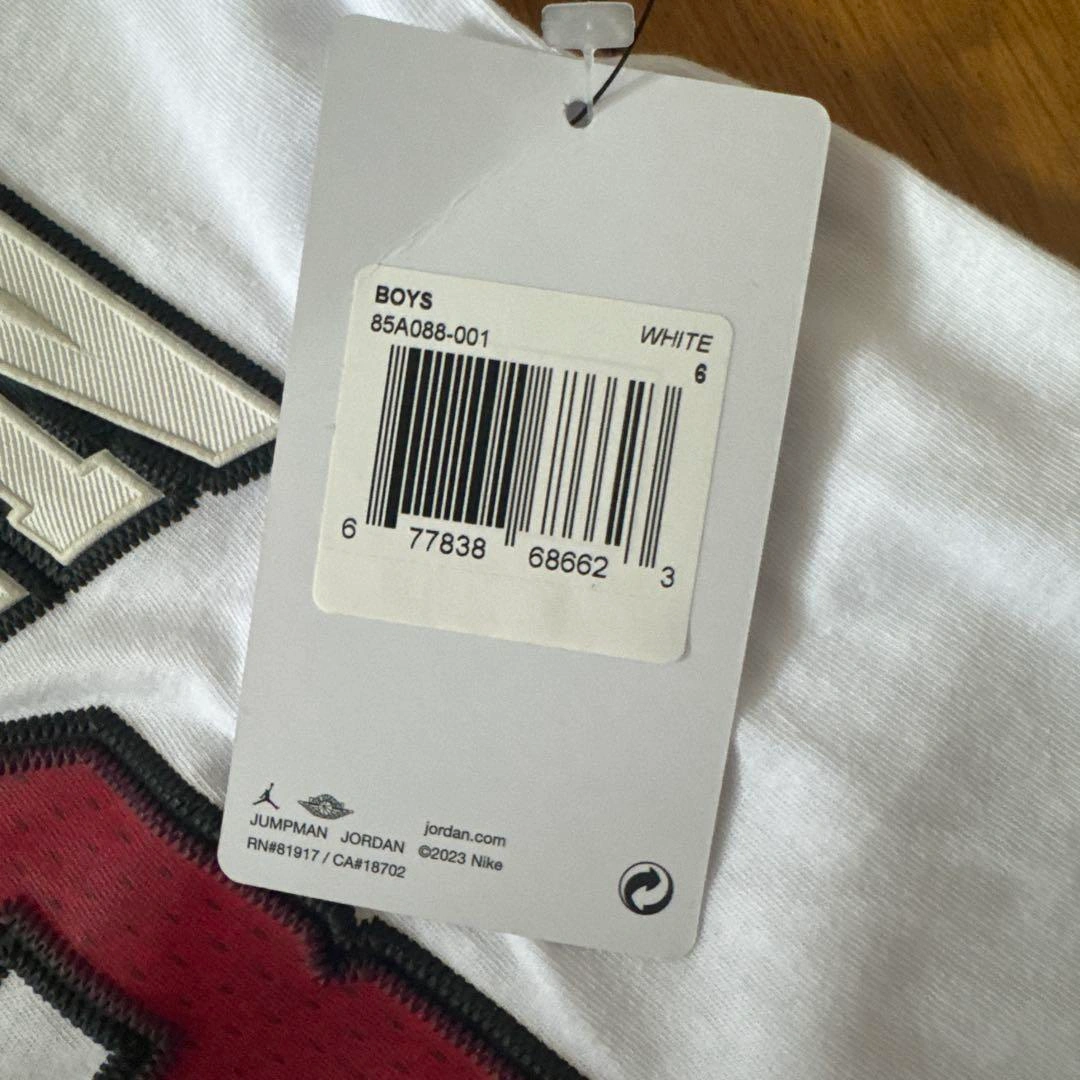 BOYS
85A088-001
WHITE
6
6 77838 68662 3
JUMPMAN JORDAN jordan.com
RN#81917 / CA#18702 ©2023 Nike